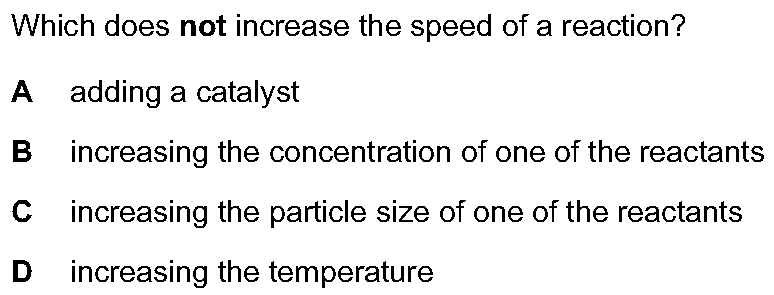 Which does not increase the speed of a reaction?
A adding a catalyst
B increasing the concentration of one of the reactants
C increasing the particle size of one of the reactants
D increasing the temperature